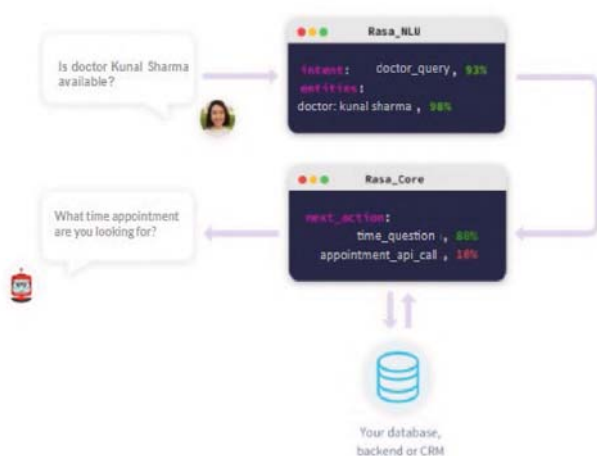 Rasa_NLU
Is doctor Kunal Sharma
available?
intent: doctor_query , 93%
entities:
doctor: kunal sharma , 98%
Rasa_Core
What time appointment
are you looking for?
next_action:
time_question , 80%
appointment_api_call , 18%
Your database,
backend or CRM